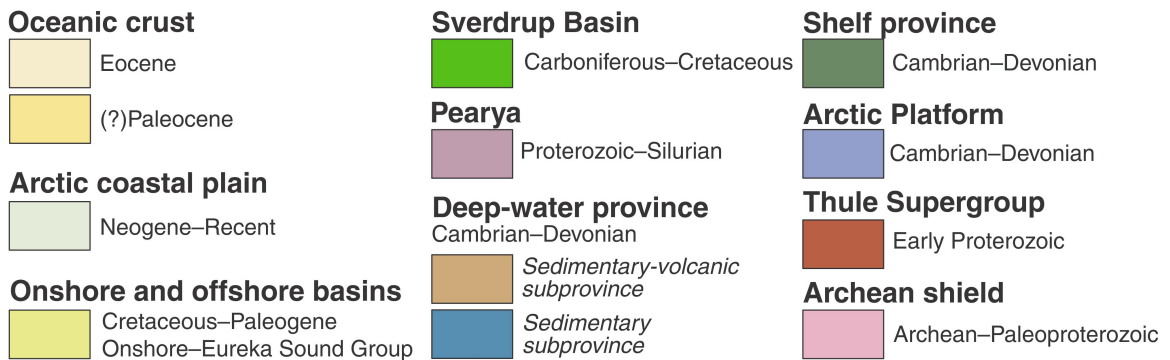 Oceanic crust
Eocene
(?)Paleocene
Arctic coastal plain
Neogene–Recent
Onshore and offshore basins
Cretaceous–Paleogene
Onshore–Eureka Sound Group
Sverdrup Basin
Carboniferous–Cretaceous
Pearya
Proterozoic–Silurian
Deep-water province
Cambrian–Devonian
Sedimentary-volcanic
subprovince
Sedimentary
subprovince
Shelf province
Cambrian–Devonian
Arctic Platform
Cambrian–Devonian
Thule Supergroup
Early Proterozoic
Archean shield
Archean–Paleoproterozoic